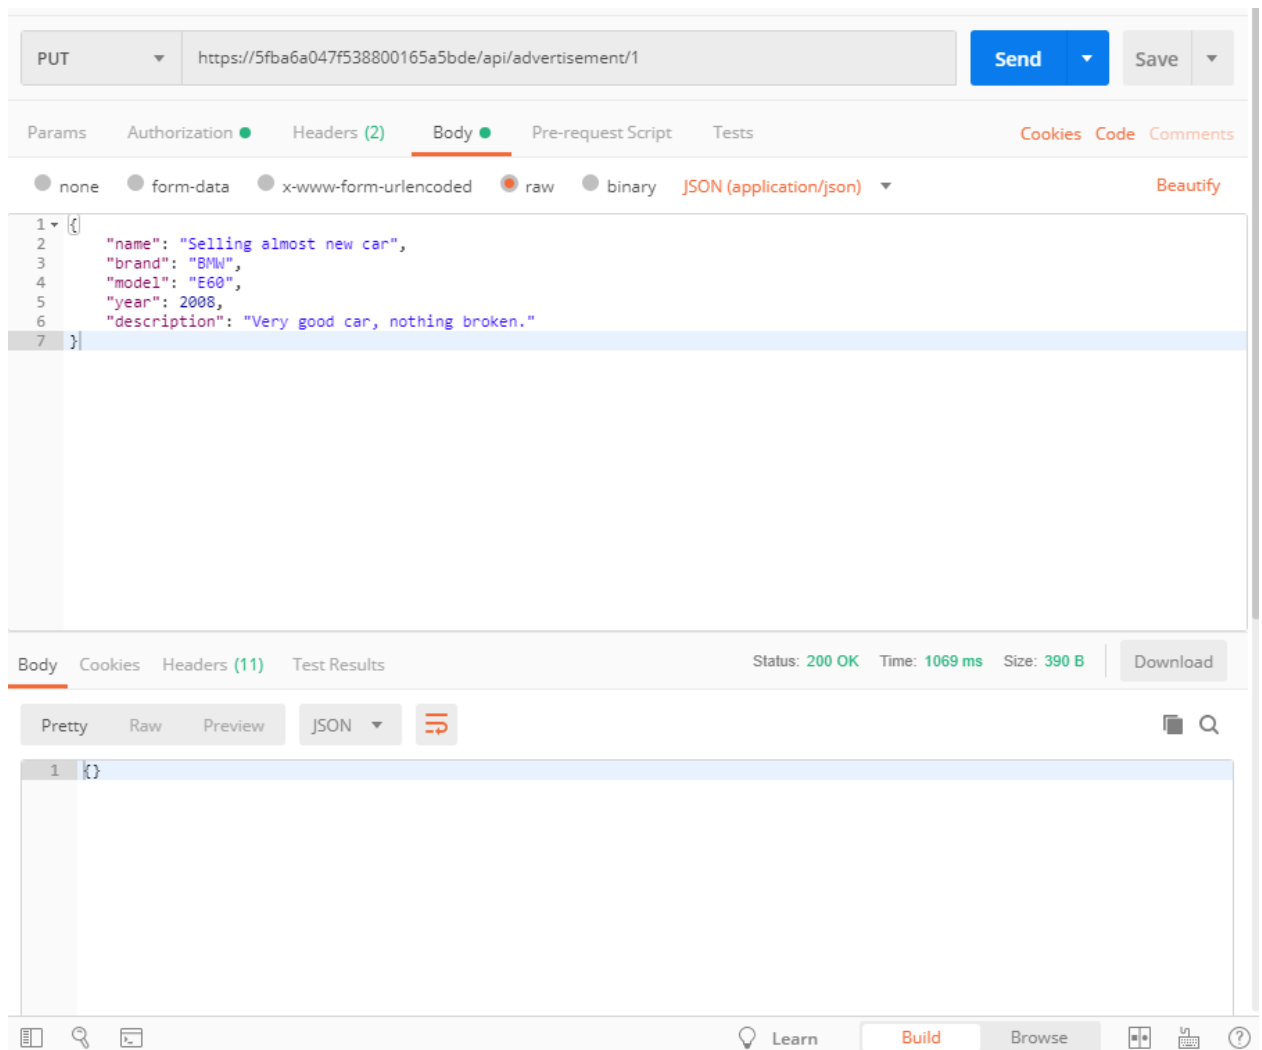 PUT https://5fba6a047f538800165a5bde/api/advertisement/1 Send Save
Params Authorization Headers (2) Body Pre-request Script Tests Cookies Code Comments
none form-data x-www-form-urlencoded raw binary JSON (application/json) Beautify
1 {
2 "name": "Selling almost new car",
3 "brand": "BMW",
4 "model": "E60",
5 "year": 2008,
6 "description": "Very good car, nothing broken."
7 }
Body Cookies Headers (11) Test Results Status: 200 OK Time: 1069 ms Size: 390 B Download
Pretty Raw Preview JSON
1 {}
Learn Build Browse